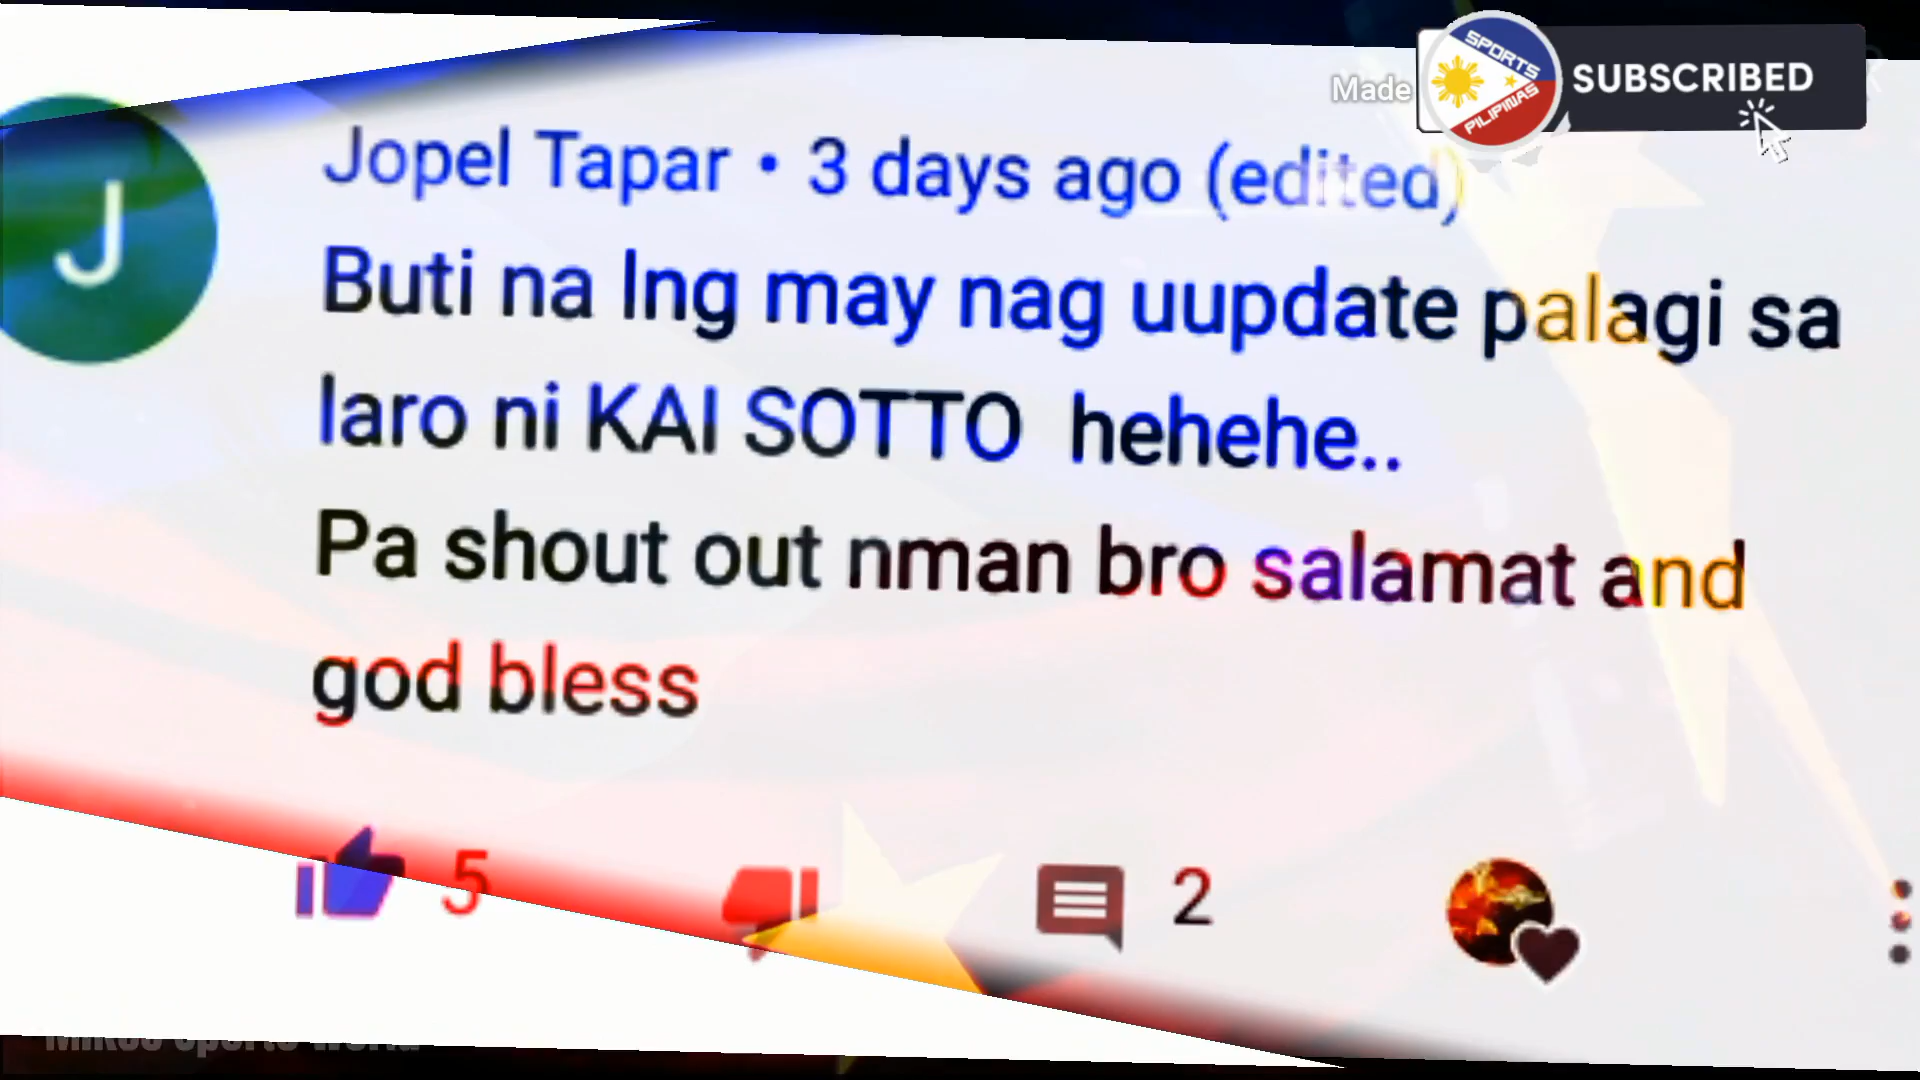 Made
SPORTS
PILIPINAS
SUBSCRIBED
J
Jopel Tapar • 3 days ago (edited)
Buti na lng may nag uupdate palagi sa
laro ni KAI SOTTO hehehe..
Pa shout out nman bro salamat and
god bless
5
2